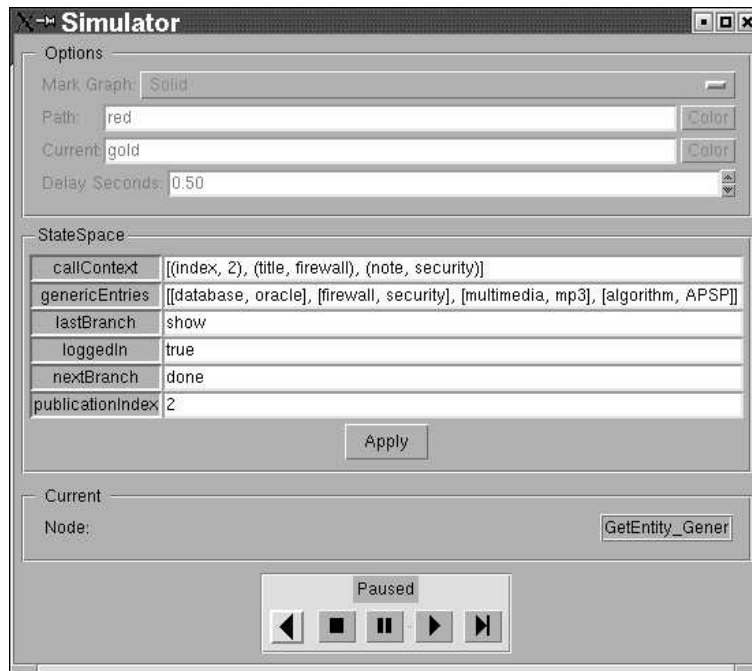 Simulator
Options
Mark Graph: Solid
Path: red Color
Current: gold Color
Delay Seconds: 0.50
StateSpace
callContext [(index, 2), (title, firewall), (note, security)]
genericEntries [[database, oracle], [firewall, security], [multimedia, mp3], [algorithm, APSP]]
lastBranch show
loggedIn true
nextBranch done
publicationIndex 2
Apply
Current
Node: GetEntity_Gener
Paused